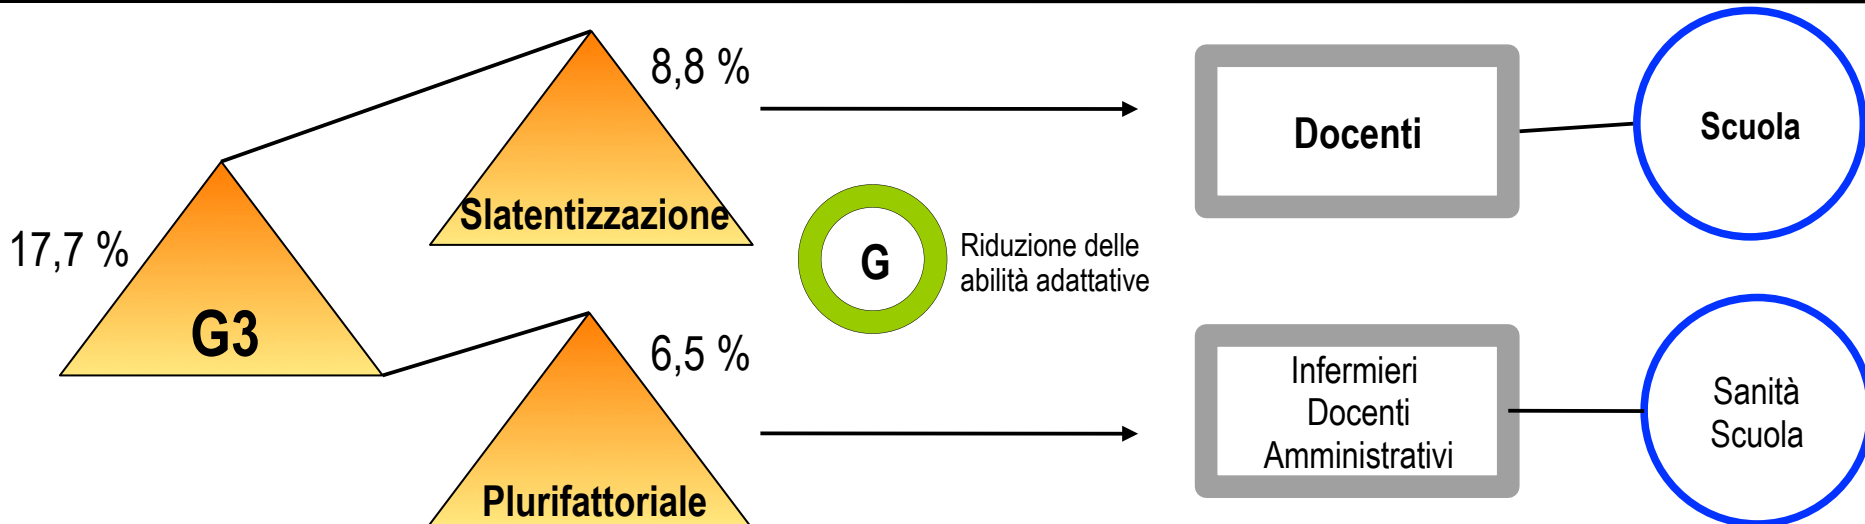 17,7 %
G3
8,8 %
Slatentizzazione
6,5 %
Plurifattoriale
G
Riduzione delle
abilità adattative
Docenti
Scuola
Infermieri
Docenti
Amministrativi
Sanità
Scuola